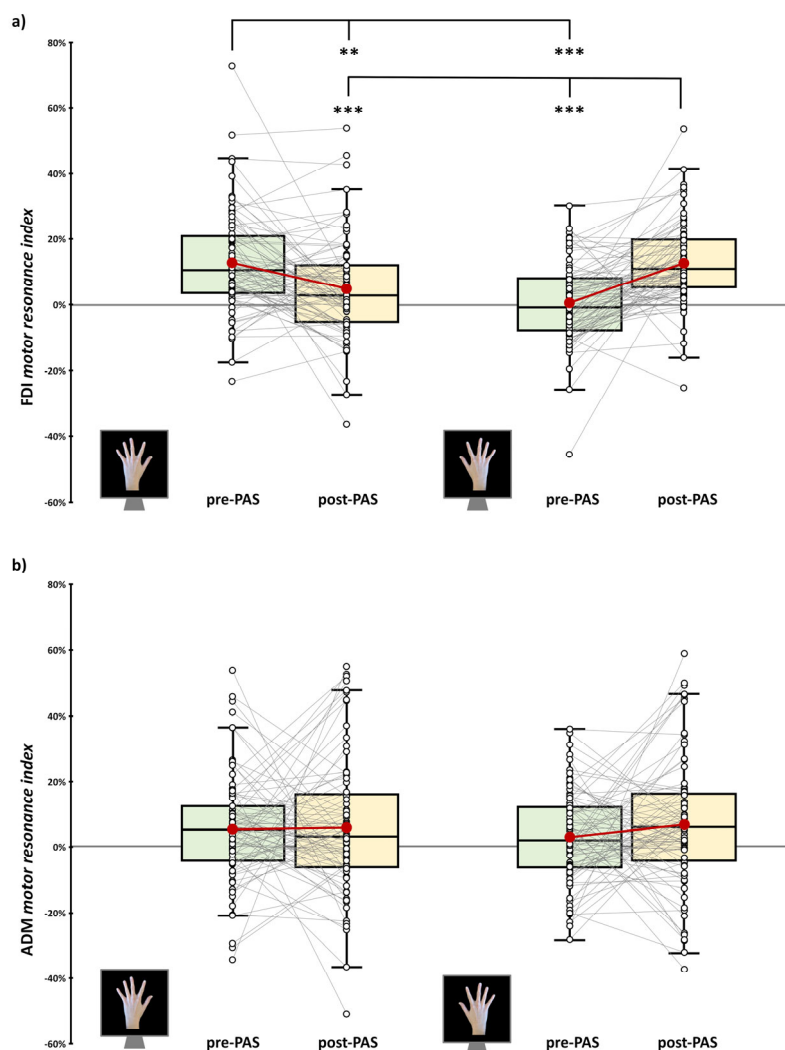 a)
80%
60%
40%
20%
0%
-20%
-40%
-60%
FDI motor resonance index
**
***
***
***
pre-PAS
post-PAS
pre-PAS
post-PAS
b)
80%
60%
40%
20%
0%
-20%
-40%
-60%
ADM motor resonance index
pre-PAS
post-PAS
pre-PAS
post-PAS